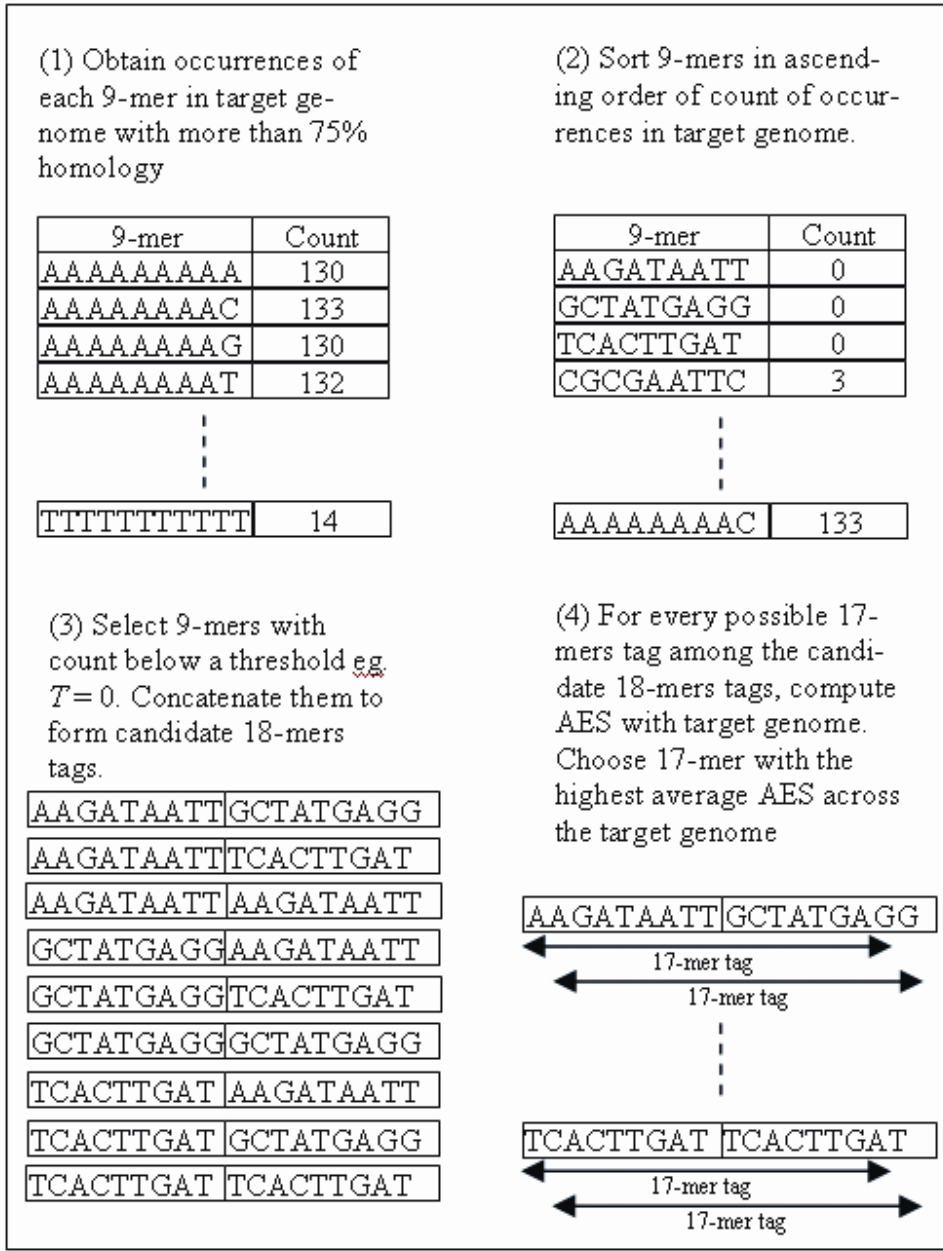 (1) Obtain occurrences of
each 9-mer in target ge-
nome with more than 75%
homology
9-mer Count
AAAAAAAAA 130
AAAAAAAAC 133
AAAAAAAAG 130
AAAAAAAAT 132
TTTTTTTTTTT 14
(2) Sort 9-mers in ascend-
ing order of count of occur-
rences in target genome.
9-mer Count
AAGATAATT 0
GCTATGAGG 0
TCACTTGAT 0
CGCGAATTC 3
AAAAAAAAC 133
(3) Select 9-mers with
count below a threshold eg.
T = 0. Concatenate them to
form candidate 18-mers
tags.
AAGATAATT GCTATGAGG
AAGATAATT TCACTTGAT
AAGATAATT AAGATAATT
GCTATGAGG AAGATAATT
GCTATGAGG TCACTTGAT
GCTATGAGG GCTATGAGG
TCACTTGAT AAGATAATT
TCACTTGAT GCTATGAGG
TCACTTGAT TCACTTGAT
(4) For every possible 17-
mers tag among the candi-
date 18-mers tags, compute
AES with target genome.
Choose 17-mer with the
highest average AES across
the target genome
AAGATAATT GCTATGAGG
17-mer tag
17-mer tag
TCACTTGAT TCACTTGAT
17-mer tag
17-mer tag